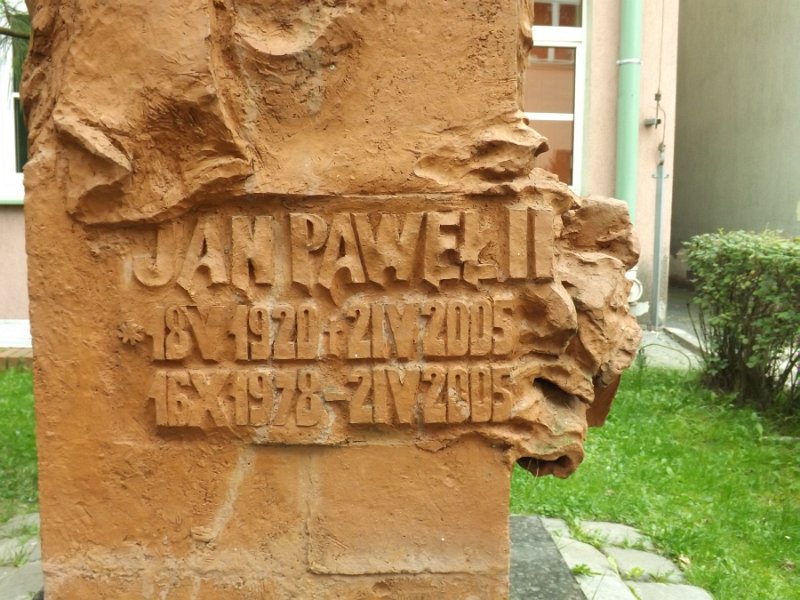 JAN PAWEŁ II
*18 V 1920 + 2 IV 2005
16 X 1978 - 2 IV 2005